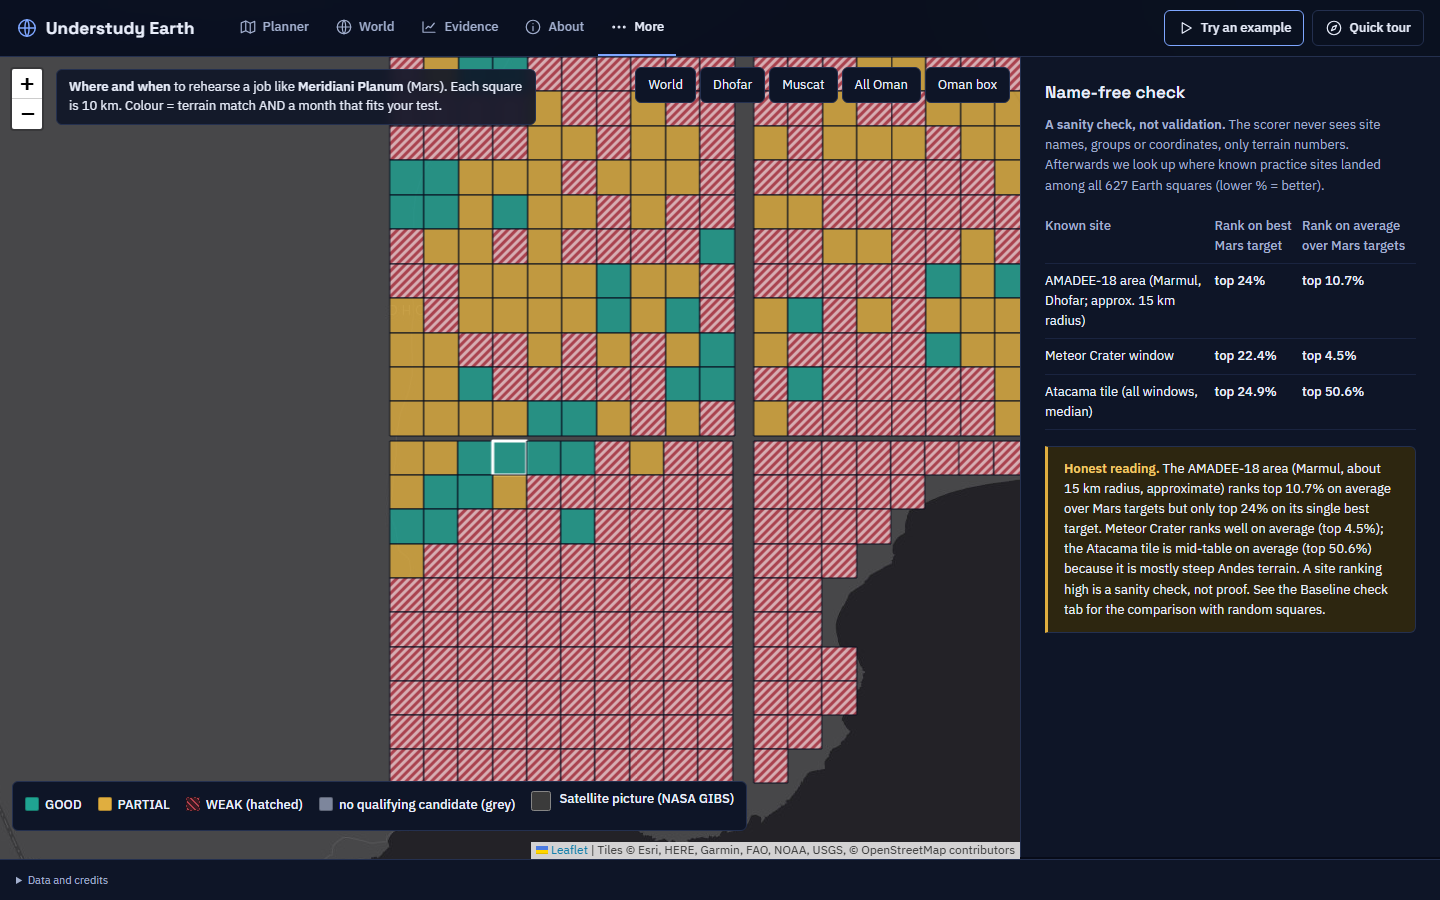 Understudy Earth
Planner
World
Evidence
About
More
Try an example
Quick tour
+
−
Where and when to rehearse a job like Meridiani Planum (Mars). Each square
is 10 km. Colour = terrain match AND a month that fits your test.
World
Dhofar
Muscat
All Oman
Oman box
GOOD
PARTIAL
WEAK (hatched)
no qualifying candidate (grey)
Satellite picture (NASA GIBS)
Leaflet | Tiles © Esri, HERE, Garmin, FAO, NOAA, USGS, © OpenStreetMap contributors
Name-free check
A sanity check, not validation. The scorer never sees site
names, groups or coordinates, only terrain numbers.
Afterwards we look up where known practice sites landed
among all 627 Earth squares (lower % = better).
Known site
Rank on best
Mars target
Rank on average
over Mars targets
AMADEE-18 area (Marmul,
Dhofar; approx. 15 km
radius)
top 24%
top 10.7%
Meteor Crater window
top 22.4%
top 4.5%
Atacama tile (all windows,
median)
top 24.9%
top 50.6%
Honest reading. The AMADEE-18 area (Marmul, about
15 km radius, approximate) ranks top 10.7% on average
over Mars targets but only top 24% on its single best
target. Meteor Crater ranks well on average (top 4.5%);
the Atacama tile is mid-table on average (top 50.6%)
because it is mostly steep Andes terrain. A site ranking
high is a sanity check, not proof. See the Baseline check
tab for the comparison with random squares.
Data and credits